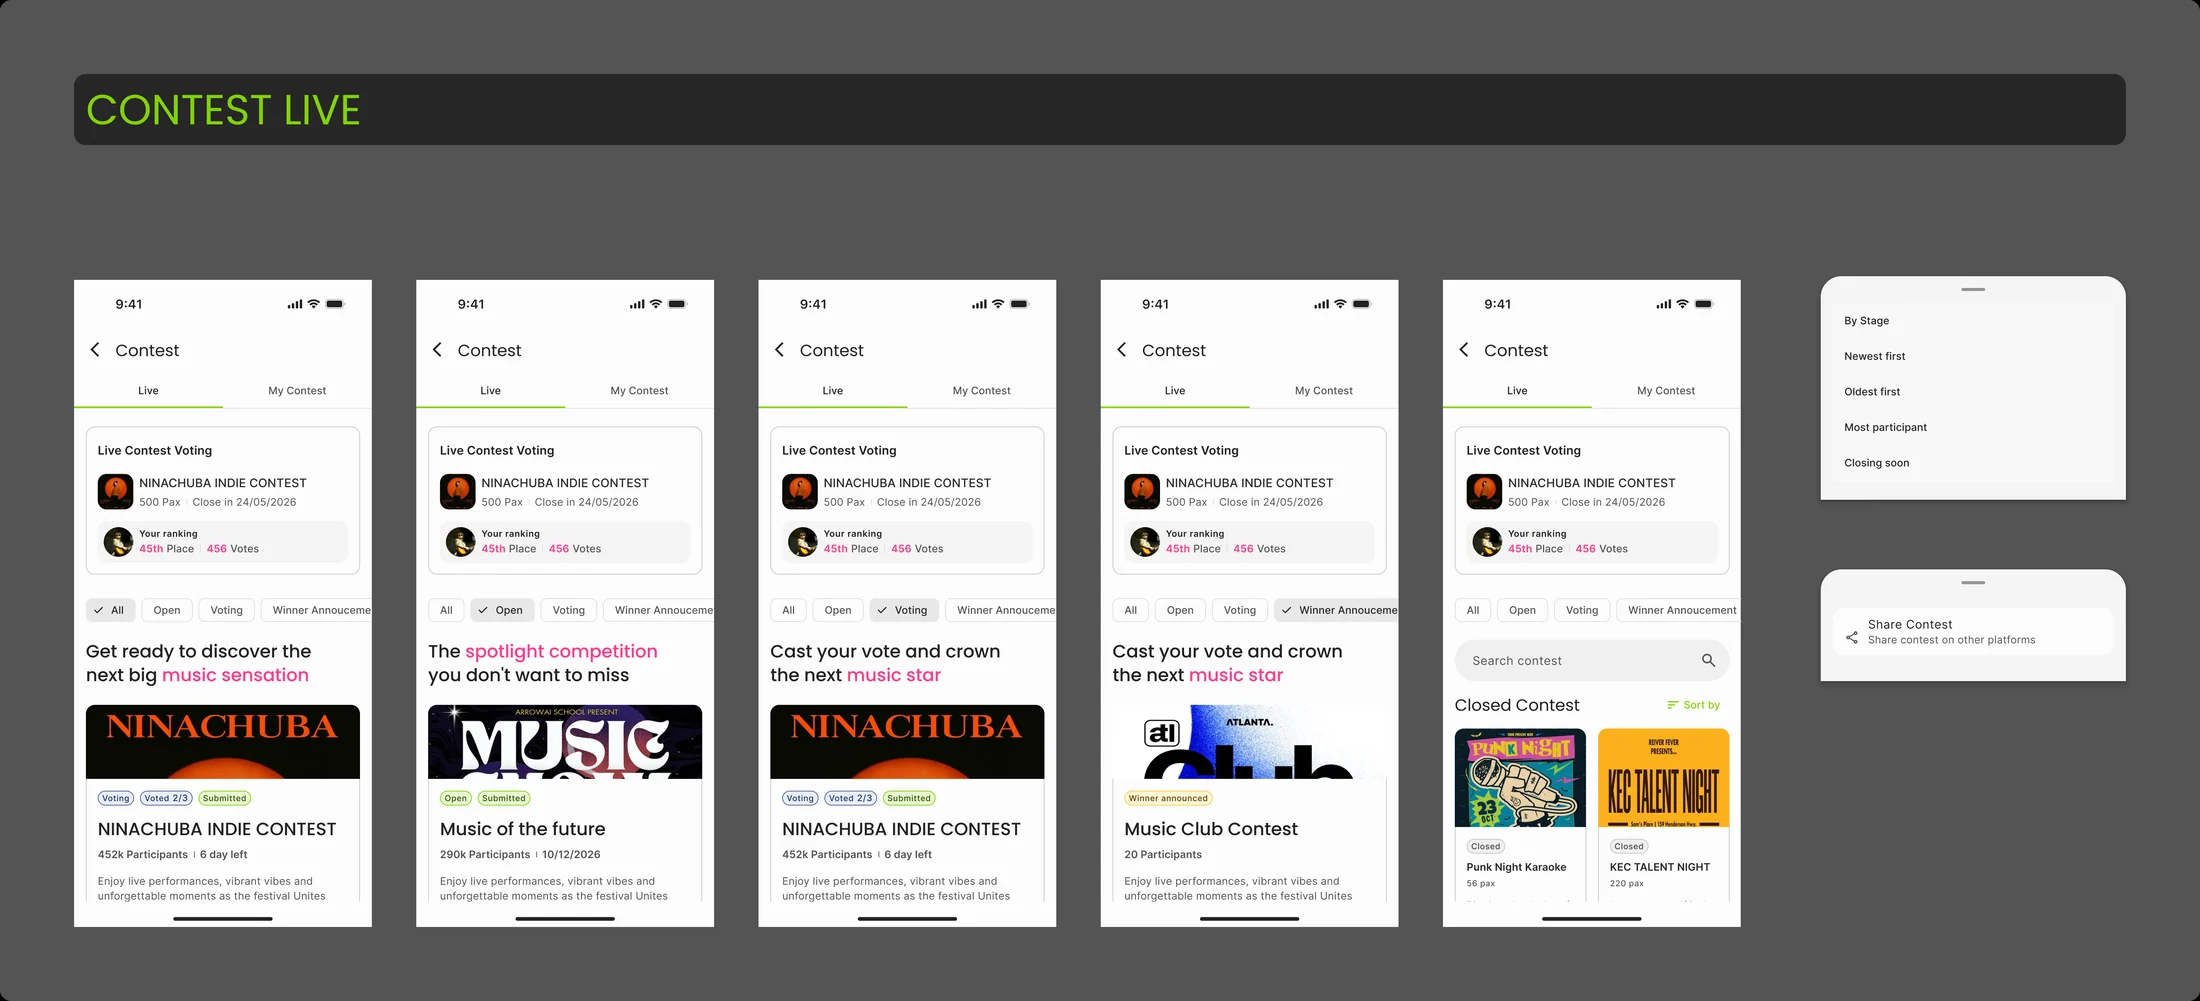 CONTEST LIVE
9:41
Contest
Live My Contest
Live Contest Voting
NINACHUBA INDIE CONTEST
500 Pax Close in 24/05/2026
Your ranking
45th Place 456 Votes
All Open Voting Winner Annouceme
Get ready to discover the
next big music sensation
NINACHUBA
Voting Voted 2/3 Submitted
NINACHUBA INDIE CONTEST
452k Participants 6 day left
Enjoy live performances, vibrant vibes and
unforgettable moments as the festival Unites
9:41
Contest
Live My Contest
Live Contest Voting
NINACHUBA INDIE CONTEST
500 Pax Close in 24/05/2026
Your ranking
45th Place 456 Votes
All Open Voting Winner Annouceme
The spotlight competition
you don't want to miss
ARROWAI SCHOOL PRESENT
MUSIC
Open Submitted
Music of the future
290k Participants 10/12/2026
Enjoy live performances, vibrant vibes and
unforgettable moments as the festival Unites
9:41
Contest
Live My Contest
Live Contest Voting
NINACHUBA INDIE CONTEST
500 Pax Close in 24/05/2026
Your ranking
45th Place 456 Votes
All Open Voting Winner Annouceme
Cast your vote and crown
the next music star
NINACHUBA
Voting Voted 2/3 Submitted
NINACHUBA INDIE CONTEST
452k Participants 6 day left
Enjoy live performances, vibrant vibes and
unforgettable moments as the festival Unites
9:41
Contest
Live My Contest
Live Contest Voting
NINACHUBA INDIE CONTEST
500 Pax Close in 24/05/2026
Your ranking
45th Place 456 Votes
All Open Voting Winner Annouceme
Cast your vote and crown
the next music star
atl ATLANTA.
Club
Winner announced
Music Club Contest
20 Participants
Enjoy live performances, vibrant vibes and
unforgettable moments as the festival Unites
9:41
Contest
Live My Contest
Live Contest Voting
NINACHUBA INDIE CONTEST
500 Pax Close in 24/05/2026
Your ranking
45th Place 456 Votes
All Open Voting Winner Annoucement
Search contest
Closed Contest Sort by
PUNK NIGHT
23
OCT
Closed
Punk Night Karaoke
56 pax
REIVER FEVER
PRESENTS...
KEC TALENT NIGHT
Sam's Place | 159 Henderson Hwy.
Closed
KEC TALENT NIGHT
220 pax
By Stage
Newest first
Oldest first
Most participant
Closing soon
Share Contest
Share contest on other platforms